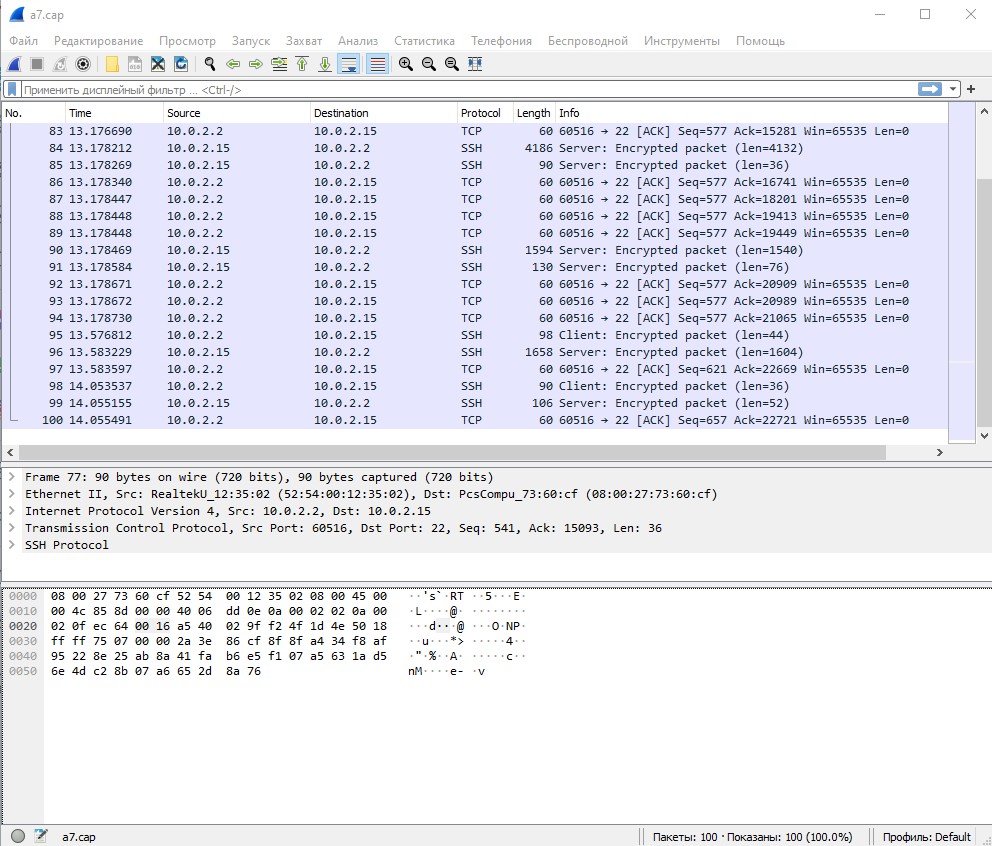 a7.cap
Файл Редактирование Просмотр Запуск Захват Анализ Статистика Телефония Беспроводной Инструменты Помощь
Применить дисплейный фильтр ... <Ctrl-/>
No. Time Source Destination Protocol Length Info
83 13.176690 10.0.2.2 10.0.2.15 TCP 60 60516 → 22 [ACK] Seq=577 Ack=15281 Win=65535 Len=0
84 13.178212 10.0.2.15 10.0.2.2 SSH 4186 Server: Encrypted packet (len=4132)
85 13.178269 10.0.2.15 10.0.2.2 SSH 90 Server: Encrypted packet (len=36)
86 13.178340 10.0.2.2 10.0.2.15 TCP 60 60516 → 22 [ACK] Seq=577 Ack=16741 Win=65535 Len=0
87 13.178447 10.0.2.2 10.0.2.15 TCP 60 60516 → 22 [ACK] Seq=577 Ack=18201 Win=65535 Len=0
88 13.178448 10.0.2.2 10.0.2.15 TCP 60 60516 → 22 [ACK] Seq=577 Ack=19413 Win=65535 Len=0
89 13.178448 10.0.2.2 10.0.2.15 TCP 60 60516 → 22 [ACK] Seq=577 Ack=19449 Win=65535 Len=0
90 13.178469 10.0.2.15 10.0.2.2 SSH 1594 Server: Encrypted packet (len=1540)
91 13.178584 10.0.2.15 10.0.2.2 SSH 130 Server: Encrypted packet (len=76)
92 13.178671 10.0.2.2 10.0.2.15 TCP 60 60516 → 22 [ACK] Seq=577 Ack=20909 Win=65535 Len=0
93 13.178672 10.0.2.2 10.0.2.15 TCP 60 60516 → 22 [ACK] Seq=577 Ack=20989 Win=65535 Len=0
94 13.178730 10.0.2.2 10.0.2.15 TCP 60 60516 → 22 [ACK] Seq=577 Ack=21065 Win=65535 Len=0
95 13.576812 10.0.2.2 10.0.2.15 SSH 98 Client: Encrypted packet (len=44)
96 13.583229 10.0.2.15 10.0.2.2 SSH 1658 Server: Encrypted packet (len=1604)
97 13.583597 10.0.2.2 10.0.2.15 TCP 60 60516 → 22 [ACK] Seq=621 Ack=22669 Win=65535 Len=0
98 14.053537 10.0.2.2 10.0.2.15 SSH 90 Client: Encrypted packet (len=36)
99 14.055155 10.0.2.15 10.0.2.2 SSH 106 Server: Encrypted packet (len=52)
100 14.055491 10.0.2.2 10.0.2.15 TCP 60 60516 → 22 [ACK] Seq=657 Ack=22721 Win=65535 Len=0
Frame 77: 90 bytes on wire (720 bits), 90 bytes captured (720 bits)
Ethernet II, Src: RealtekU_12:35:02 (52:54:00:12:35:02), Dst: PcsCompu_73:60:cf (08:00:27:73:60:cf)
Internet Protocol Version 4, Src: 10.0.2.2, Dst: 10.0.2.15
Transmission Control Protocol, Src Port: 60516, Dst Port: 22, Seq: 541, Ack: 15093, Len: 36
SSH Protocol
0000 08 00 27 73 60 cf 52 54 00 12 35 02 08 00 45 00 ··'s`·RT ··5···E·
0010 00 4c 85 8d 00 00 40 06 dd 0e 0a 00 02 02 0a 00 ·L····@· ········
0020 02 0f ec 64 00 16 a5 40 02 9f f2 4f 1d 4e 50 18 ···d···@ ···O·NP·
0030 ff ff 75 07 00 00 2a 3e 86 cf 8f 8f a4 34 f8 af ··u···*> ·····4··
0040 95 22 8e 25 ab 8a 41 fa b6 e5 f1 07 a5 63 1a d5 ·"·%··A· ·····c··
0050 6e 4d c2 8b 07 a6 65 2d 8a 76 nM····e- ·v
a7.cap Пакеты: 100 · Показаны: 100 (100.0%) Профиль: Default